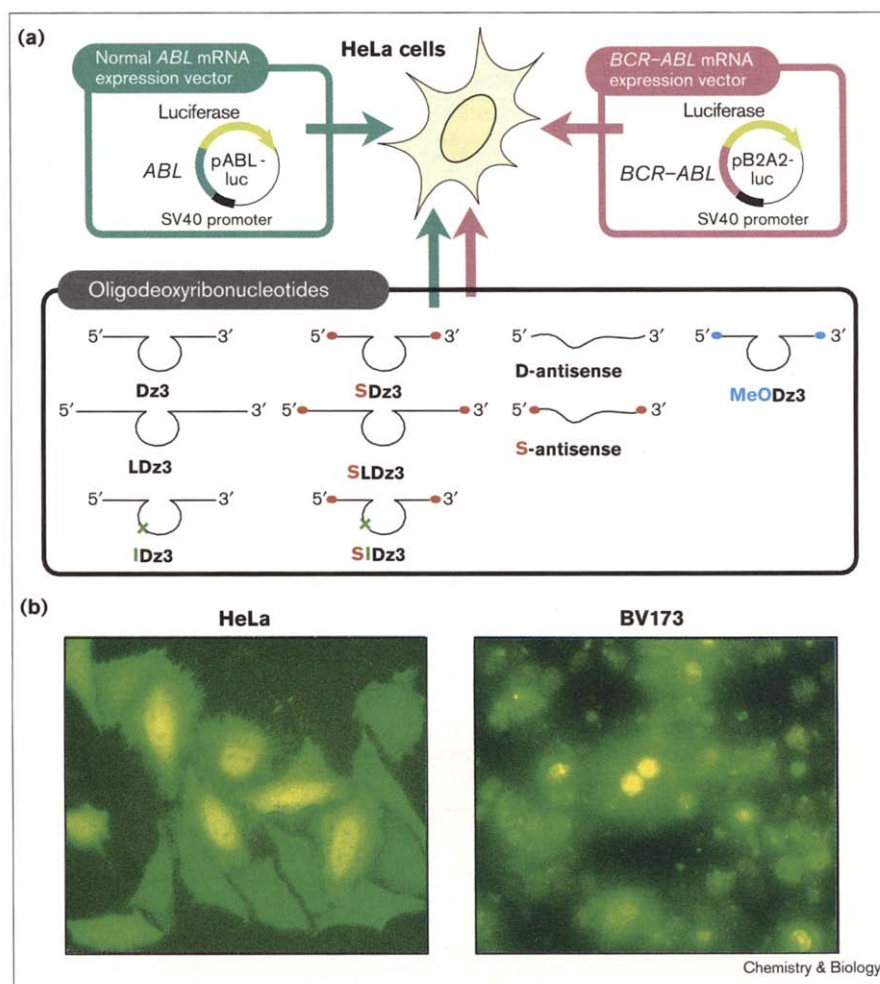 (a)
HeLa cells
Normal ABL mRNA
expression vector
Luciferase
ABL
pABL-
luc
SV40 promoter
BCR–ABL mRNA
expression vector
Luciferase
BCR–ABL
pB2A2-
luc
SV40 promoter
Oligodeoxyribonucleotides
5′ 3′
Dz3
5′ 3′
SDz3
5′ 3′
D-antisense
5′ 3′
MeODz3
5′ 3′
LDz3
5′ 3′
SLDz3
5′ 3′
S-antisense
5′ 3′
IDz3
5′ 3′
SIDz3
(b)
HeLa
BV173
Chemistry & Biology